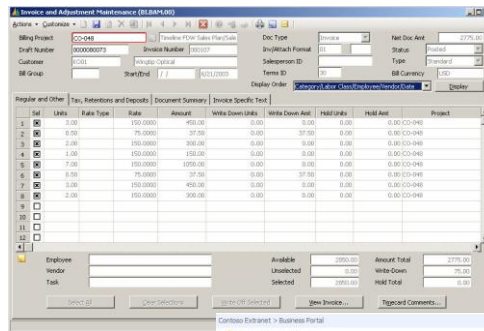 Invoice and Adjustment Maintenance (BI.BAM.00)
Actions Customize
Billing Project CO-048 Timeline FOW Sales Plan/Sale Doc Type Invoice Net Doc Amt 2775.00
Draft Number 0000000073 Invoice Number Inv/Attach Format 01 Status Posted
Customer Wingtip Optical Salesperson ID Type Standard
Bill Group Start/End / / 6/21/2003 Terms ID 30 Bill Currency USD
Display Order Category/Labor Class/Employee/Vendor/Date Display
Regular and Other Tax, Retentions and Deposits Document Summary Invoice Specific Text
Sel Units Rate Type Rate Amount Write Down Units Write Down Amt Hold Units Hold Amt Project
1 3.00 150.0000 450.00 0.00 0.00 0.00 0.00 CO-048
2 0.50 75.0000 37.50 0.00 37.50 0.00 0.00 CO-048
3 2.00 150.0000 300.00 0.00 0.00 0.00 0.00 CO-048
4 1.00 150.0000 150.00 0.00 0.00 0.00 0.00 CO-048
5 7.00 150.0000 1050.00 0.00 0.00 0.00 0.00 CO-048
6 0.50 75.0000 37.50 0.00 37.50 0.00 0.00 CO-048
7 3.00 150.0000 450.00 0.00 0.00 0.00 0.00 CO-048
8 2.00 150.0000 300.00 0.00 0.00 0.00 0.00 CO-048
9
10
11
12
Employee Available 2850.00 Amount Total 2775.00
Vendor Unselected 0.00 Write-Down 75.00
Task Selected 2850.00 Hold Total 0.00
Select All Clear Selections Write Off Selected View Invoice... Timecard Comments...
Contoso Extranet > Business Portal